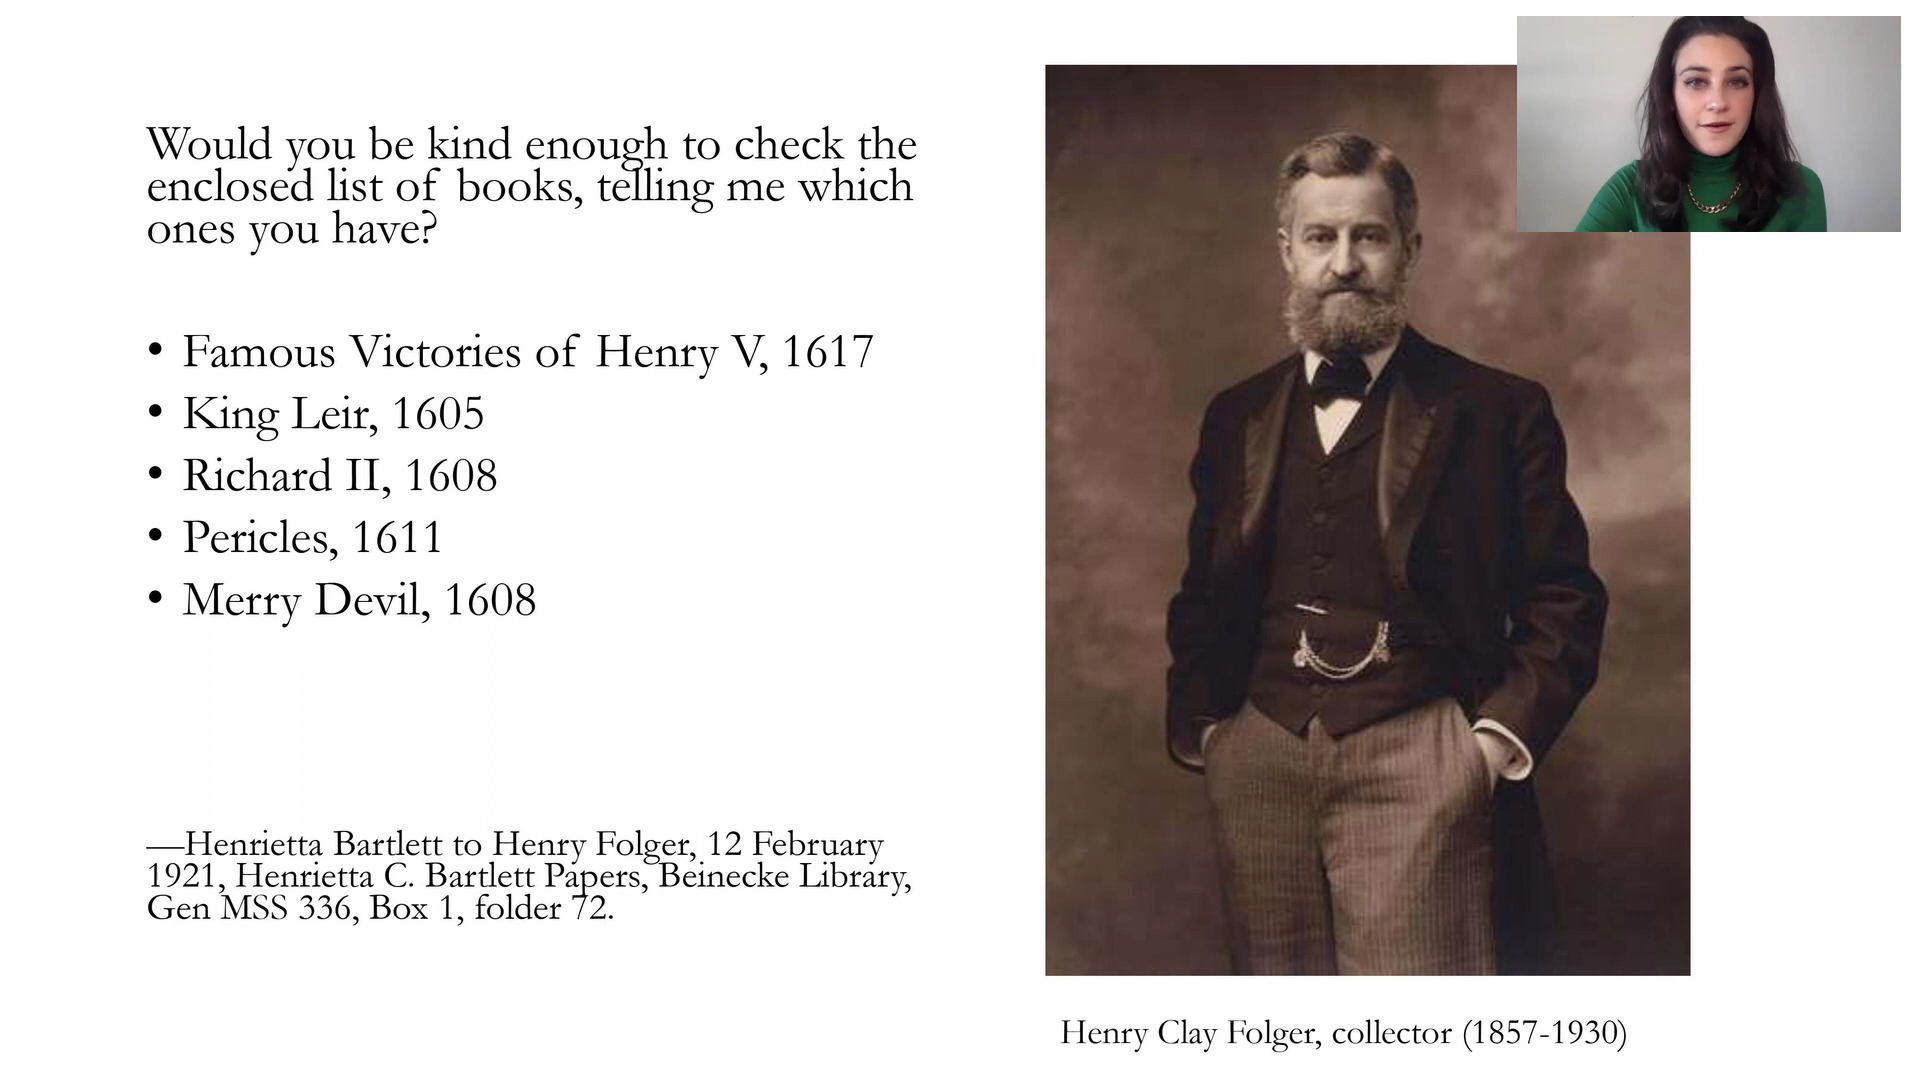 Would you be kind enough to check the
enclosed list of books, telling me which
ones you have?
• Famous Victories of Henry V, 1617
• King Leir, 1605
• Richard II, 1608
• Pericles, 1611
• Merry Devil, 1608
—Henrietta Bartlett to Henry Folger, 12 February
1921, Henrietta C. Bartlett Papers, Beinecke Library,
Gen MSS 336, Box 1, folder 72.
Henry Clay Folger, collector (1857-1930)